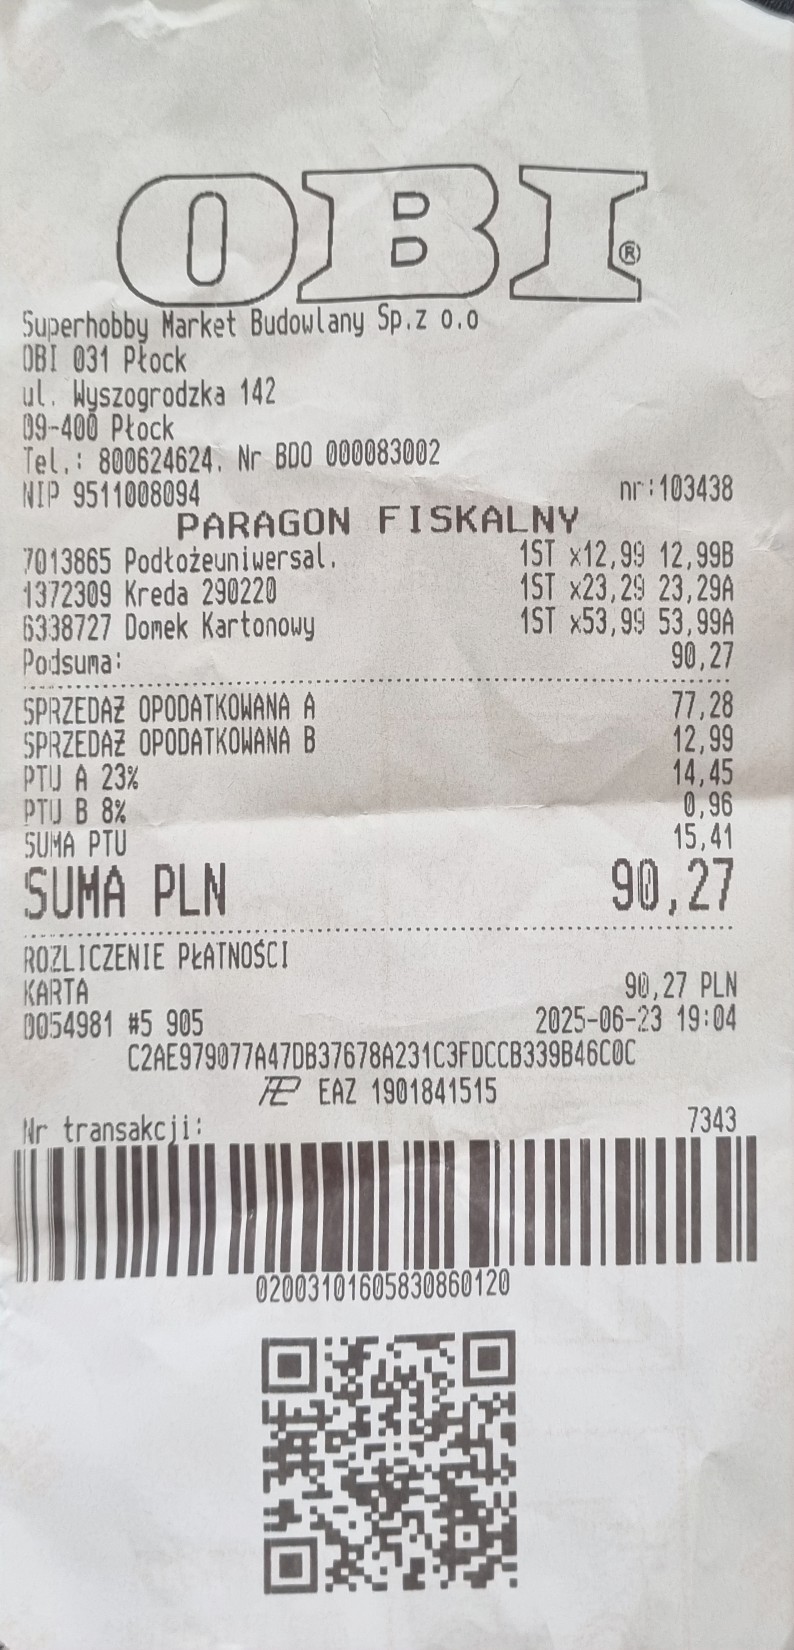 OBI®
Superhobby Market Budowlany Sp.z o.o
OBI 031 Płock
ul. Wyszogrodzka 142
09-400 Płock
Tel.: 800624624. Nr BDO 000083002
NIP 9511008094 nr:103438
PARAGON FISKALNY
7013865 Podłożeuniwersal. 1ST x12,99 12,99B
1372309 Kreda 290220 1ST x23,29 23,29A
6338727 Domek Kartonowy 1ST x53,99 53,99A
Podsuma: 90,27
SPRZEDAŻ OPODATKOWANA A 77,28
SPRZEDAŻ OPODATKOWANA B 12,99
PTU A 23% 14,45
PTU B 8% 0,96
SUMA PTU 15,41
SUMA PLN 90,27
ROZLICZENIE PŁATNOŚCI
KARTA 90,27 PLN
0054981 #5 905 2025-06-23 19:04
C2AE979077A47DB37678A231C3FDCCB339B46C0C
EAZ 1901841515
Nr transakcji: 7343
02003101605830860120